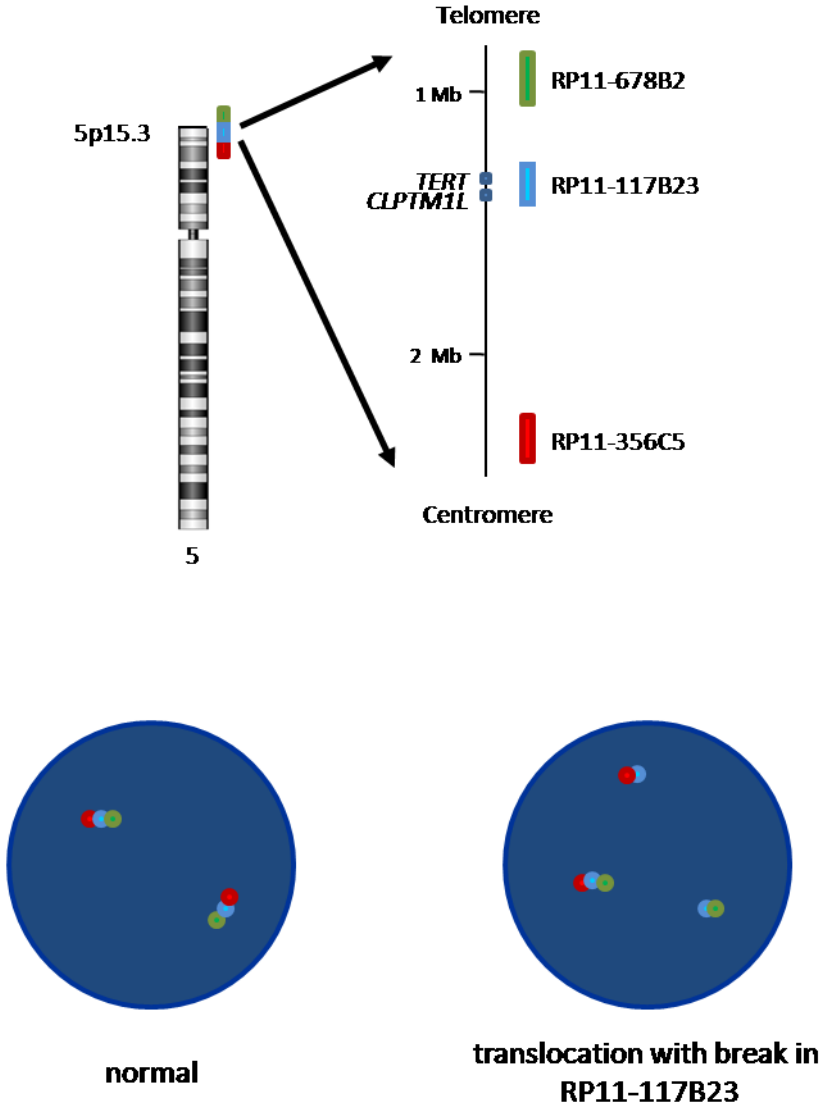 Telomere
RP11-678B2
1 Mb
5p15.3
TERT
RP11-117B23
CLPTM1L
2 Mb
RP11-356C5
Centromere
5
normal
translocation with break in
RP11-117B23